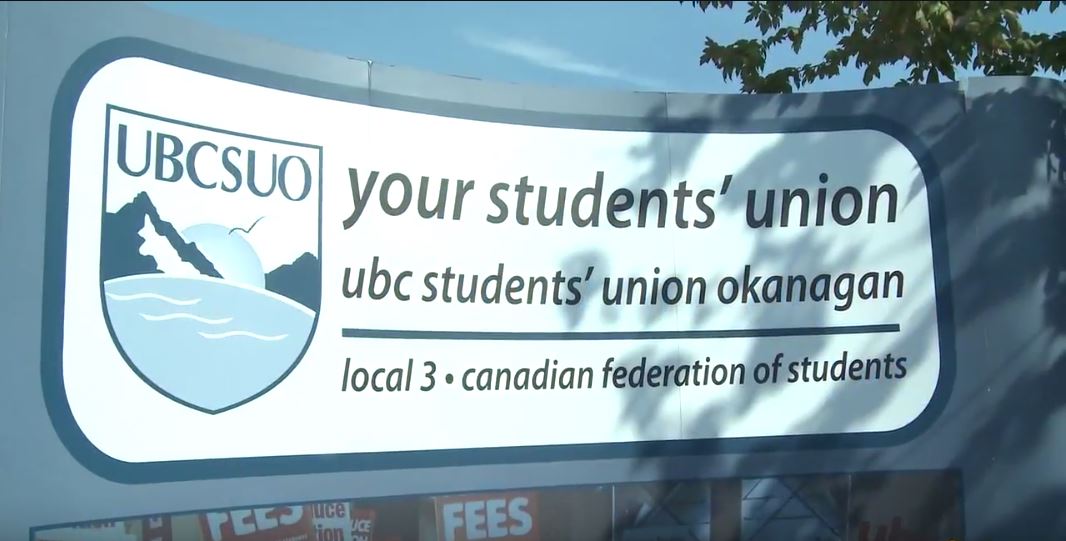 UBCSUO
your students' union
ubc students' union okanagan
local 3 • canadian federation of students
FEES
FEES